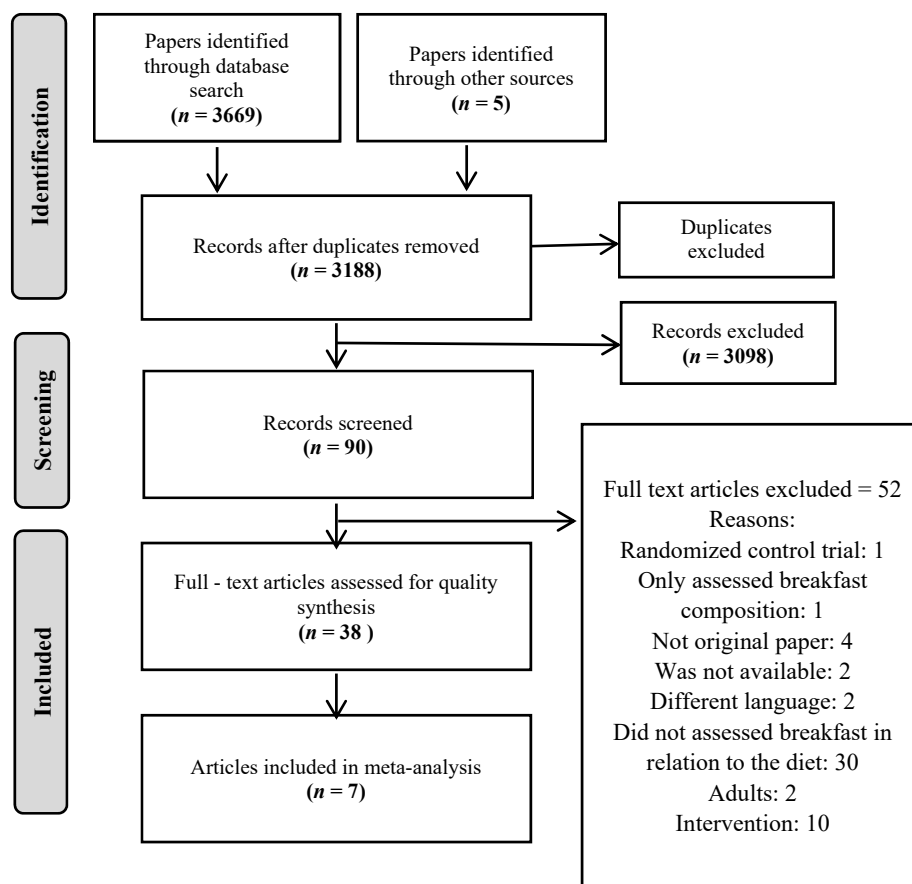 Identification
Papers identified
through database
search
(n = 3669)
Papers identified
through other sources
(n = 5)
Records after duplicates removed
(n = 3188)
Duplicates
excluded
Screening
Records excluded
(n = 3098)
Records screened
(n = 90)
Included
Full - text articles assessed for quality
synthesis
(n = 38 )
Articles included in meta-analysis
(n = 7)
Full text articles excluded = 52
Reasons:
Randomized control trial: 1
Only assessed breakfast
composition: 1
Not original paper: 4
Was not available: 2
Different language: 2
Did not assessed breakfast in
relation to the diet: 30
Adults: 2
Intervention: 10